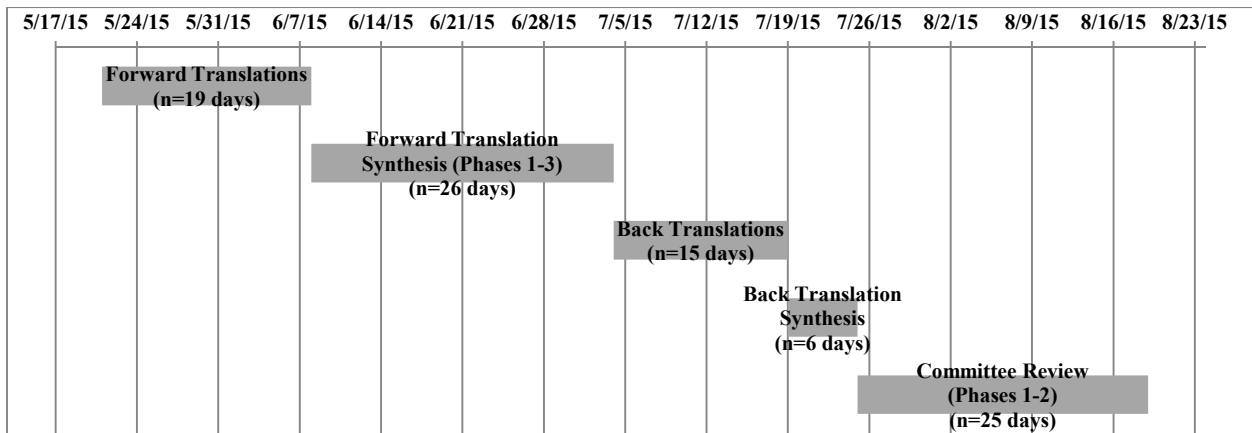 5/17/15 5/24/15 5/31/15 6/7/15 6/14/15 6/21/15 6/28/15 7/5/15 7/12/15 7/19/15 7/26/15 8/2/15 8/9/15 8/16/15 8/23/15
Forward Translations
(n=19 days)
Forward Translation
Synthesis (Phases 1-3)
(n=26 days)
Back Translations
(n=15 days)
Back Translation
Synthesis
(n=6 days)
Committee Review
(Phases 1-2)
(n=25 days)